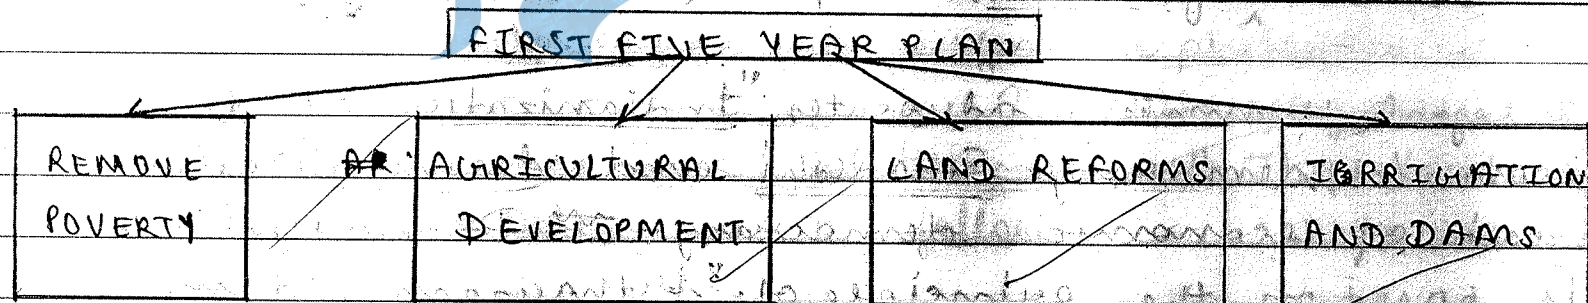 FIRST FIVE YEAR PLAN
REMOVE
POVERTY
AGRICULTURAL
DEVELOPMENT
LAND REFORMS
IGRRIGATION
AND DAMS